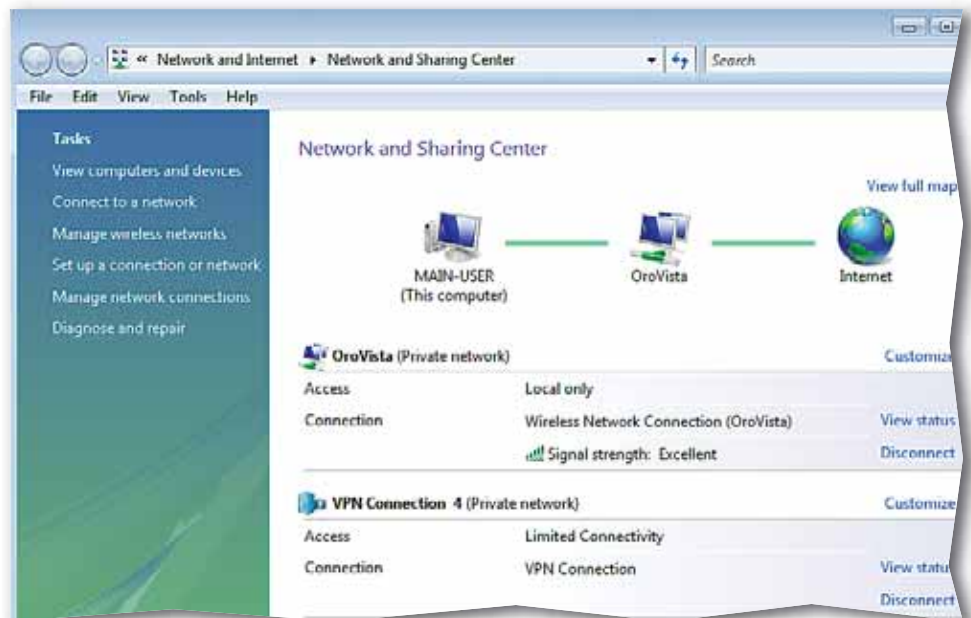 « Network and Internet ▸ Network and Sharing Center Search
File Edit View Tools Help
Tasks
View computers and devices
Connect to a network
Manage wireless networks
Set up a connection or network
Manage network connections
Diagnose and repair
Network and Sharing Center
View full map
MAIN-USER
(This computer)
OroVista
Internet
OroVista (Private network) Customize
Access Local only
Connection Wireless Network Connection (OroVista) View status
Signal strength: Excellent Disconnect
VPN Connection 4 (Private network) Customize
Access Limited Connectivity
Connection VPN Connection View status
Disconnect